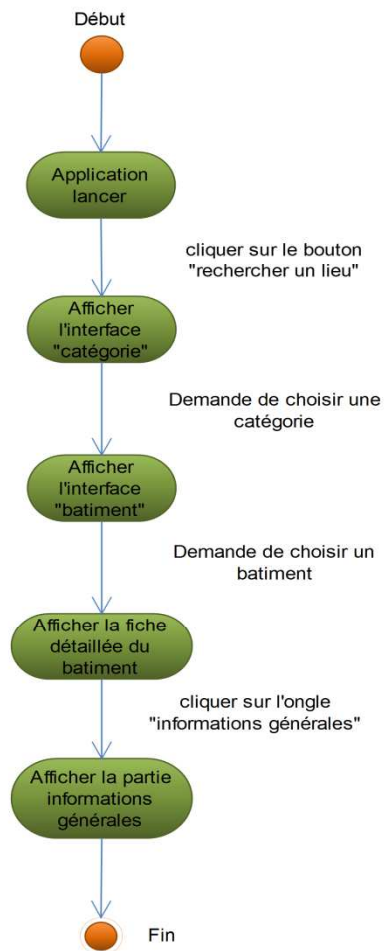 Début
Application
lancer
cliquer sur le bouton
"rechercher un lieu"
Afficher
l'interface
"catégorie"
Demande de choisir une
catégorie
Afficher
l'interface
"batiment"
Demande de choisir un
batiment
Afficher la fiche
détaillée du
batiment
cliquer sur l'ongle
"informations générales"
Afficher la partie
informations
générales
Fin